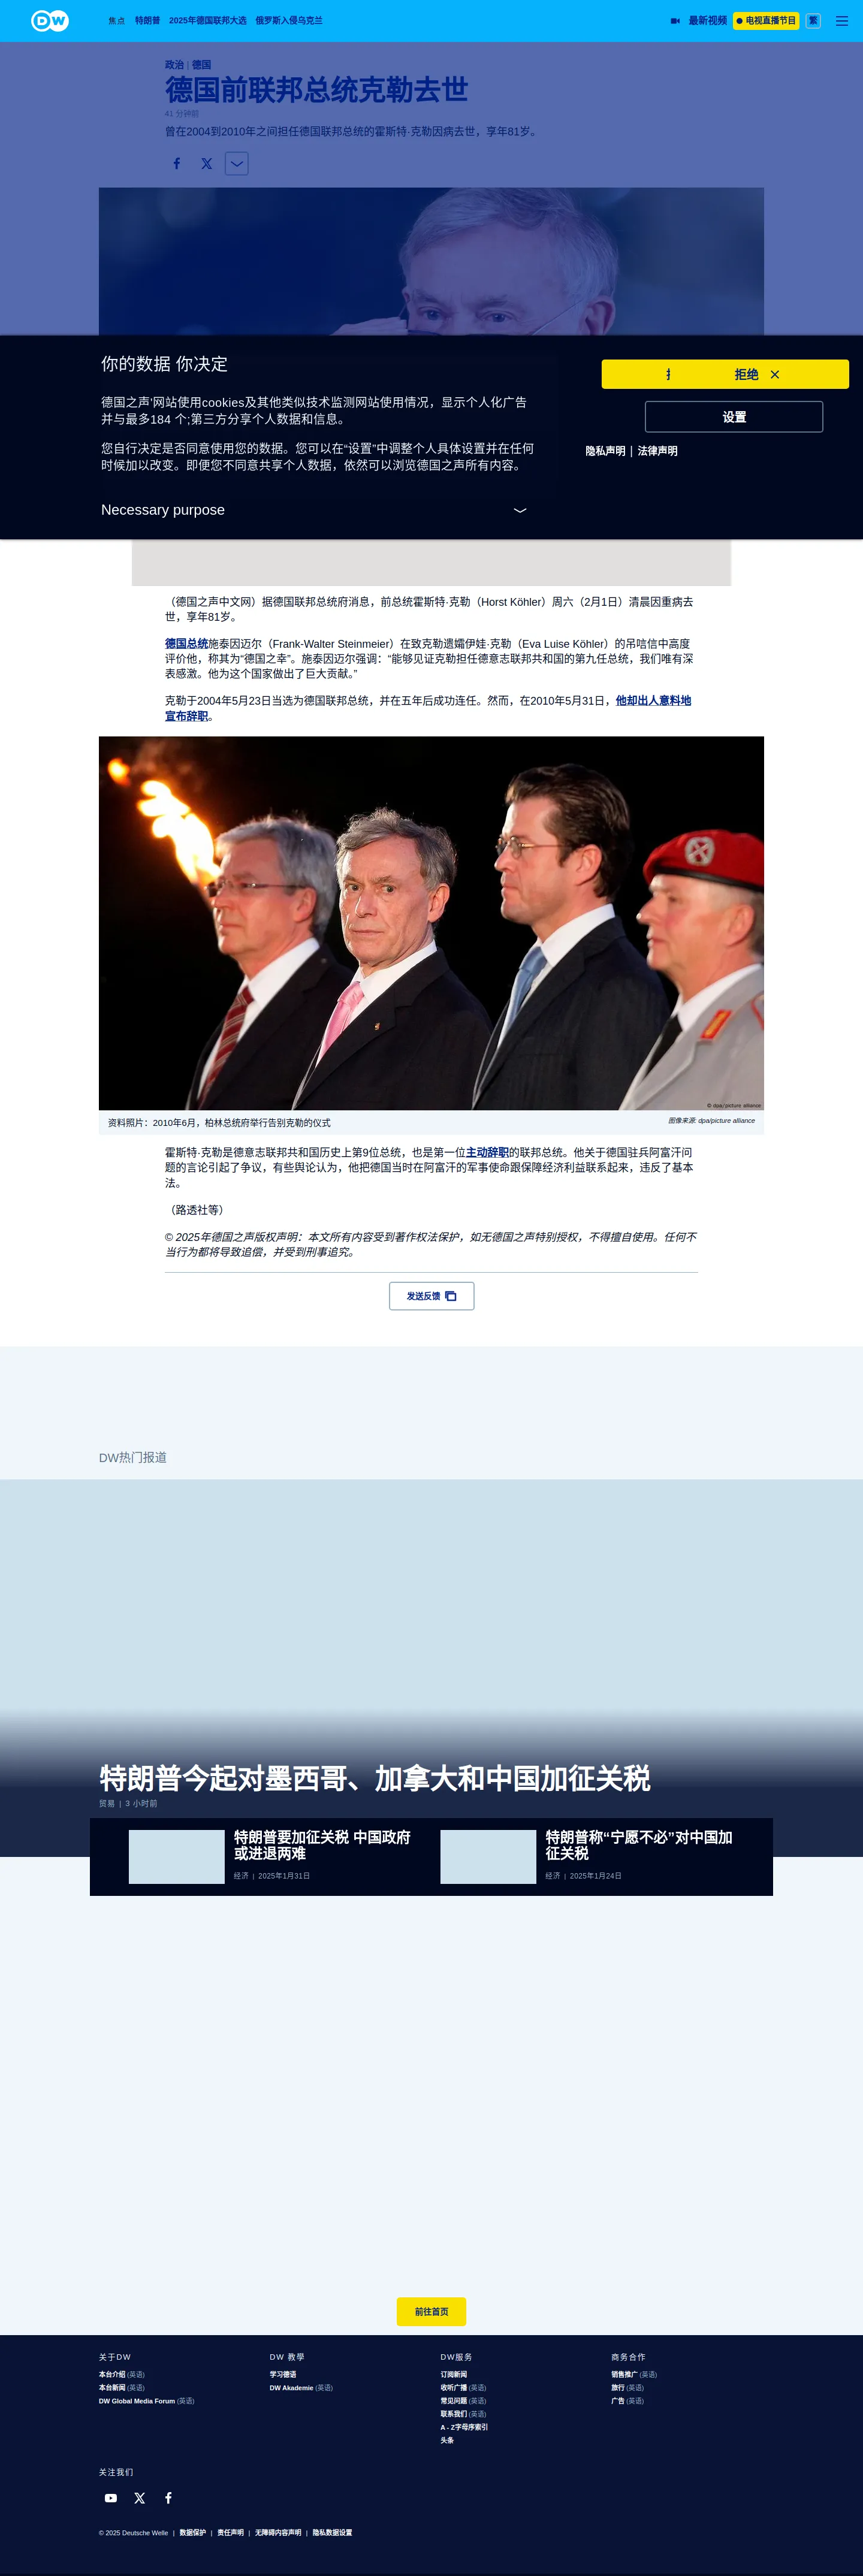 DW
焦点 特朗普 2025年德国联邦大选 俄罗斯入侵乌克兰
最新视频 电视直播节目 繁
政治 | 德国
德国前联邦总统克勒去世
41 分钟前
曾在2004到2010年之间担任德国联邦总统的霍斯特·克勒因病去世，享年81岁。
你的数据 你决定
德国之声'网站使用cookies及其他类似技术监测网站使用情况，显示个人化广告
并与最多184 个;第三方分享个人数据和信息。
您自行决定是否同意使用您的数据。您可以在“设置”中调整个人具体设置并在任何
时候加以改变。即便您不同意共享个人数据，依然可以浏览德国之声所有内容。
Necessary purpose
拒绝
设置
隐私声明 | 法律声明
（德国之声中文网）据德国联邦总统府消息，前总统霍斯特·克勒（Horst Köhler）周六（2月1日）清晨因重病去
世，享年81岁。
德国总统施泰因迈尔（Frank-Walter Steinmeier）在致克勒遗孀伊娃·克勒（Eva Luise Köhler）的吊唁信中高度
评价他，称其为“德国之幸”。施泰因迈尔强调：“能够见证克勒担任德意志联邦共和国的第九任总统，我们唯有深
表感激。他为这个国家做出了巨大贡献。”
克勒于2004年5月23日当选为德国联邦总统，并在五年后成功连任。然而，在2010年5月31日，他却出人意料地
宣布辞职。
© dpa/picture alliance
资料照片：2010年6月，柏林总统府举行告别克勒的仪式
图像来源: dpa/picture alliance
霍斯特·克勒是德意志联邦共和国历史上第9位总统，也是第一位主动辞职的联邦总统。他关于德国驻兵阿富汗问
题的言论引起了争议，有些舆论认为，他把德国当时在阿富汗的军事使命跟保障经济利益联系起来，违反了基本
法。
（路透社等）
© 2025年德国之声版权声明：本文所有内容受到著作权法保护，如无德国之声特别授权，不得擅自使用。任何不
当行为都将导致追偿，并受到刑事追究。
发送反馈
DW热门报道
特朗普今起对墨西哥、加拿大和中国加征关税
贸易 | 3 小时前
特朗普要加征关税 中国政府
或进退两难
经济 | 2025年1月31日
特朗普称“宁愿不必”对中国加
征关税
经济 | 2025年1月24日
前往首页
关于DW
本台介绍 (英语)
本台新闻 (英语)
DW Global Media Forum (英语)
DW 教學
学习德语
DW Akademie (英语)
DW服务
订阅新闻
收听广播 (英语)
常见问题 (英语)
联系我们 (英语)
A - Z字母序索引
头条
商务合作
销售推广 (英语)
旅行 (英语)
广告 (英语)
关注我们
© 2025 Deutsche Welle | 数据保护 | 责任声明 | 无障碍内容声明 | 隐私数据设置